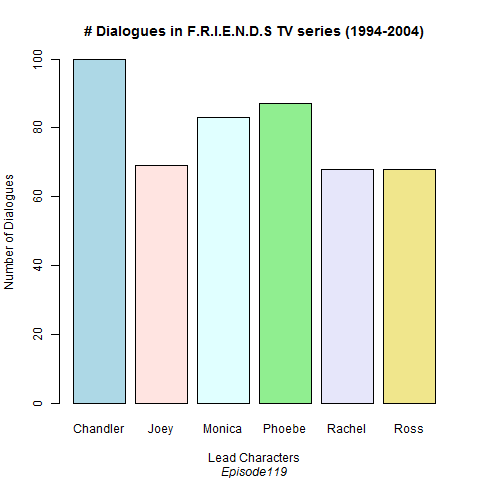 # Dialogues in F.R.I.E.N.D.S TV series (1994-2004)
Number of Dialogues
100
80
60
40
20
0
Chandler Joey Monica Phoebe Rachel Ross
Lead Characters
Episode119